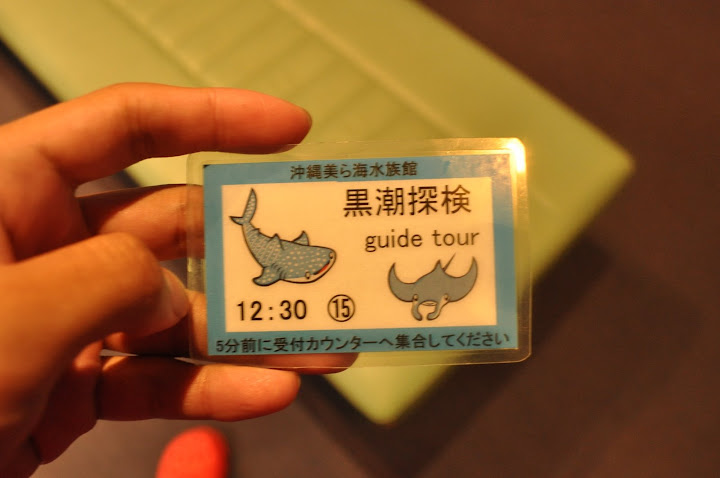 沖縄美ら海水族館
黒潮探検
guide tour
12:30 ⑮
5分前に受付カウンターへ集合してください